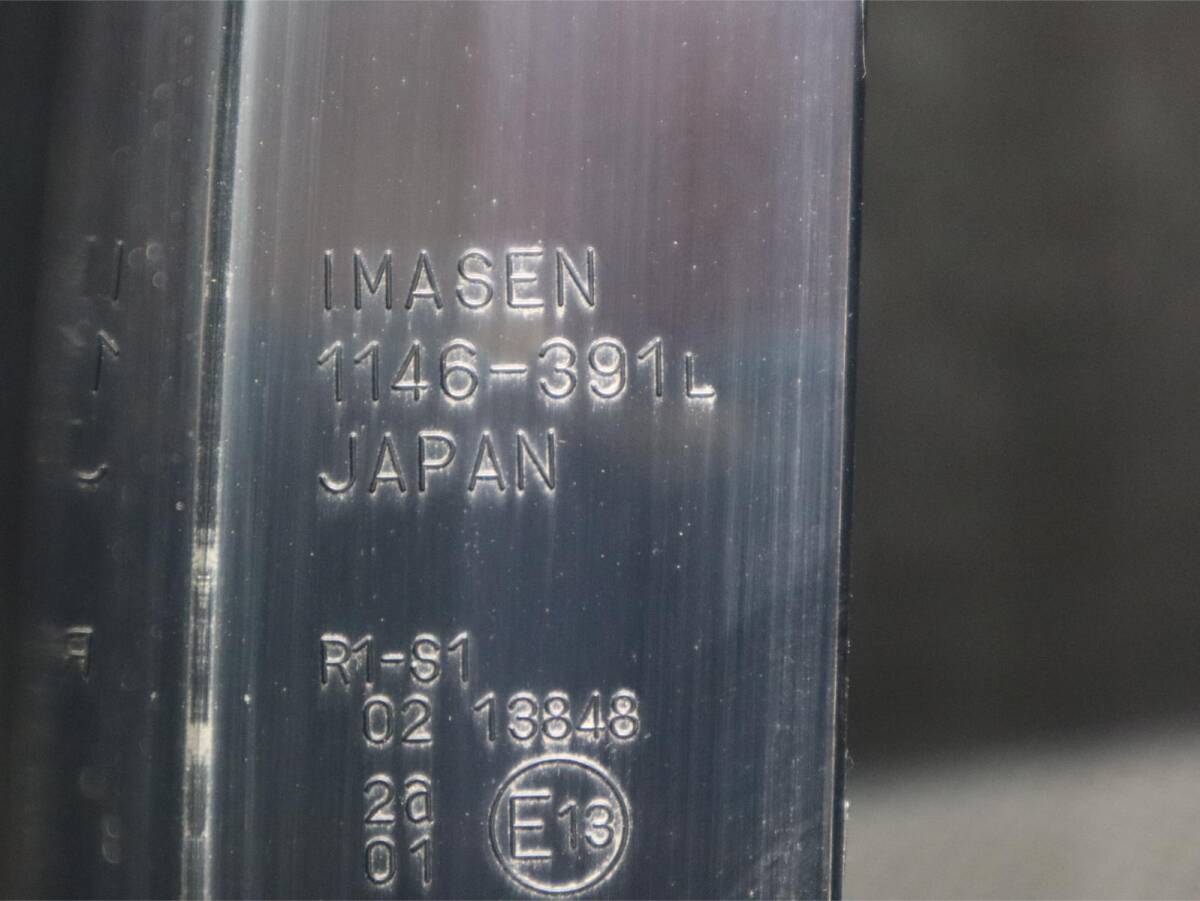 IMASEN
1146-391L
JAPAN
R1-S1
02 13848
2a
01
E13